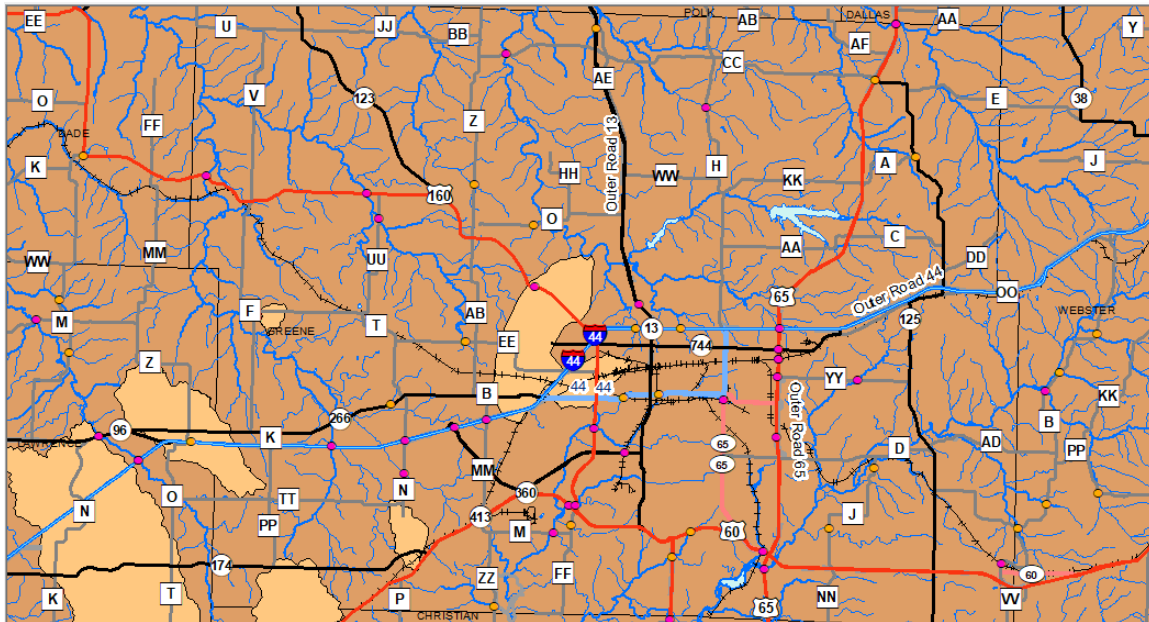 EE
U
JJ
BB
POLK
AB
DALLAS
AA
Y
AF
CC
AE
V
123
Z
E
38
O
FF
Outer Road 13
DADE
K
HH
WW
H
KK
A
J
160
O
AA
C
WW
MM
UU
DD
Outer Road 44
65
OO
F
T
AB
125
WEBSTER
M
GREENE
44
13
EE
744
Z
44
44
44
YY
Outer Road 65
B
KK
B
266
96
K
65
D
AD
LAWRENCE
65
PP
MM
N
O
TT
360
N
PP
413
M
60
J
174
FF
60
K
T
P
ZZ
65
NN
VV
CHRISTIAN